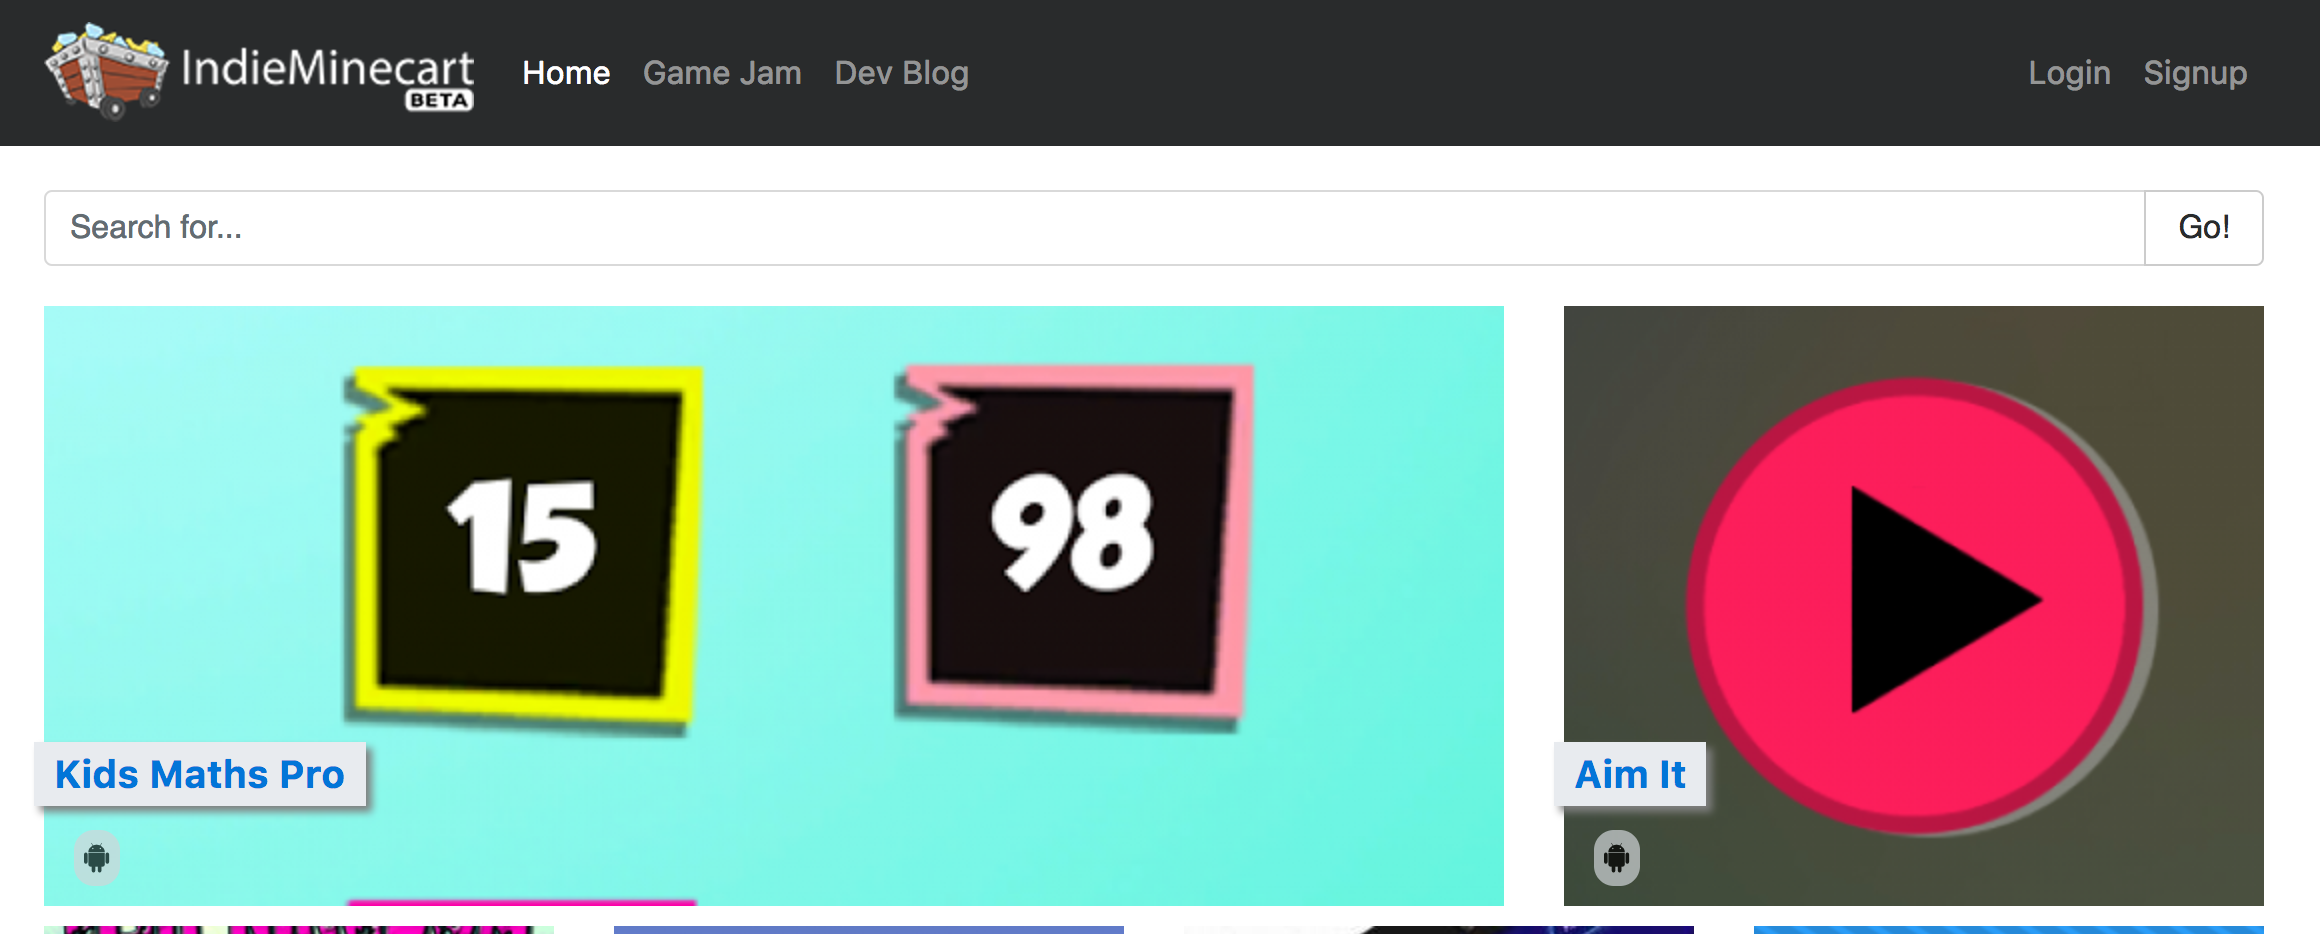 IndieMinecart
BETA
Home Game Jam Dev Blog
Login Signup
Search for...
Go!
15
98
Kids Maths Pro
Aim It